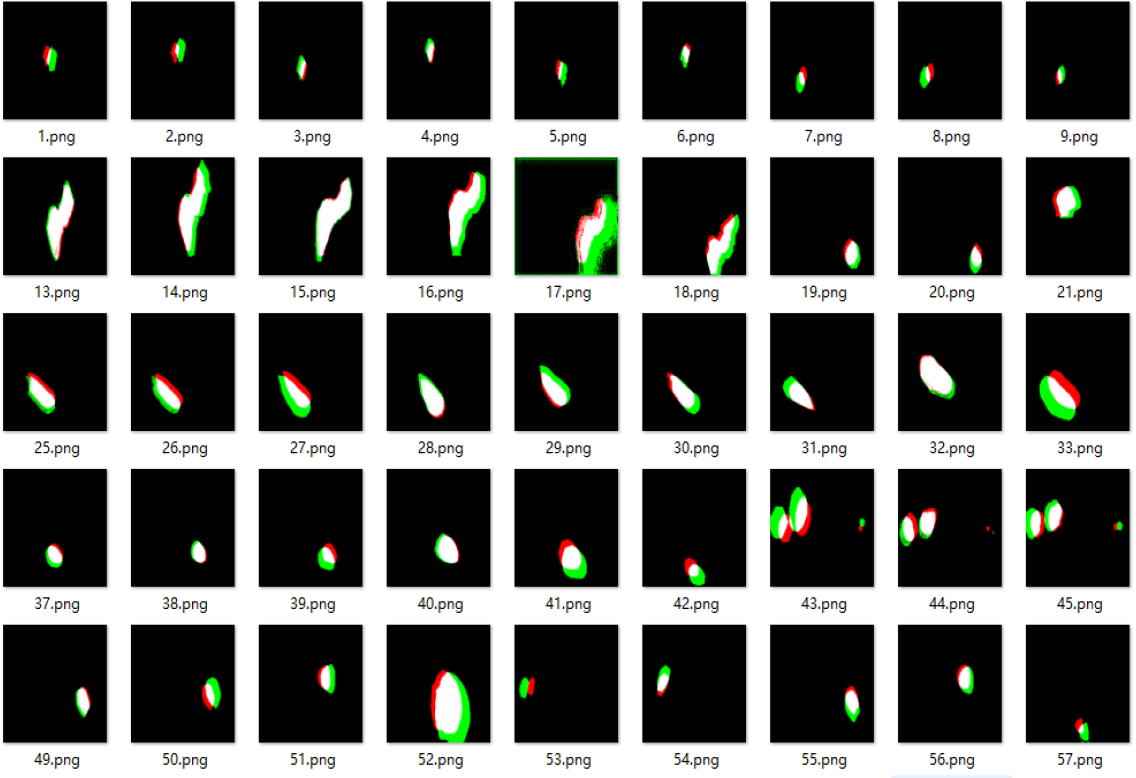 1.png 2.png 3.png 4.png 5.png 6.png 7.png 8.png 9.png
13.png 14.png 15.png 16.png 17.png 18.png 19.png 20.png 21.png
25.png 26.png 27.png 28.png 29.png 30.png 31.png 32.png 33.png
37.png 38.png 39.png 40.png 41.png 42.png 43.png 44.png 45.png
49.png 50.png 51.png 52.png 53.png 54.png 55.png 56.png 57.png